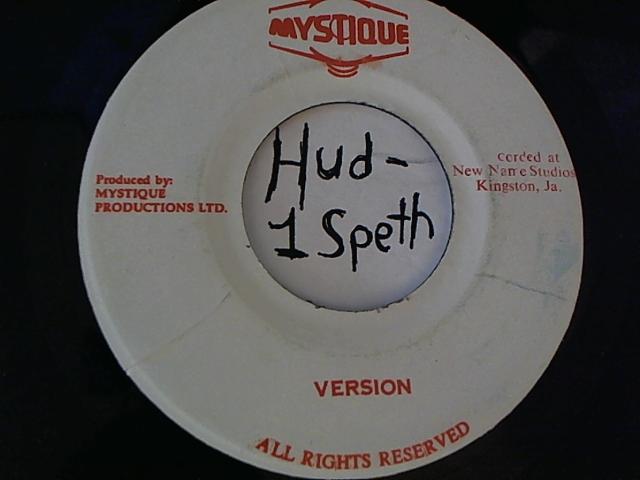 MYSTIQUE
Produced by:
MYSTIQUE
PRODUCTIONS LTD.
Hud-
1 Speth
corded at
New Name Studios
Kingston, Ja.
VERSION
ALL RIGHTS RESERVED